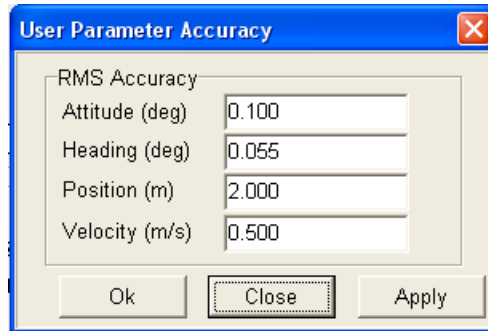 User Parameter Accuracy
RMS Accuracy
Attitude (deg) 0.100
Heading (deg) 0.055
Position (m) 2.000
Velocity (m/s) 0.500
Ok Close Apply